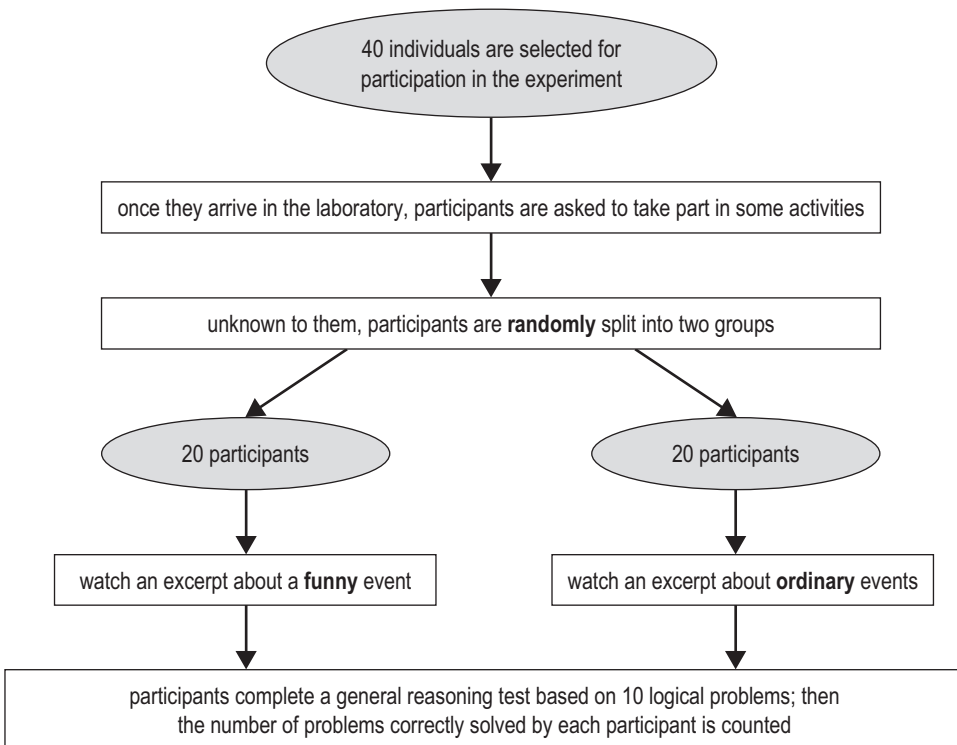 40 individuals are selected for
participation in the experiment
once they arrive in the laboratory, participants are asked to take part in some activities
unknown to them, participants are randomly split into two groups
20 participants
20 participants
watch an excerpt about a funny event
watch an excerpt about ordinary events
participants complete a general reasoning test based on 10 logical problems; then
the number of problems correctly solved by each participant is counted